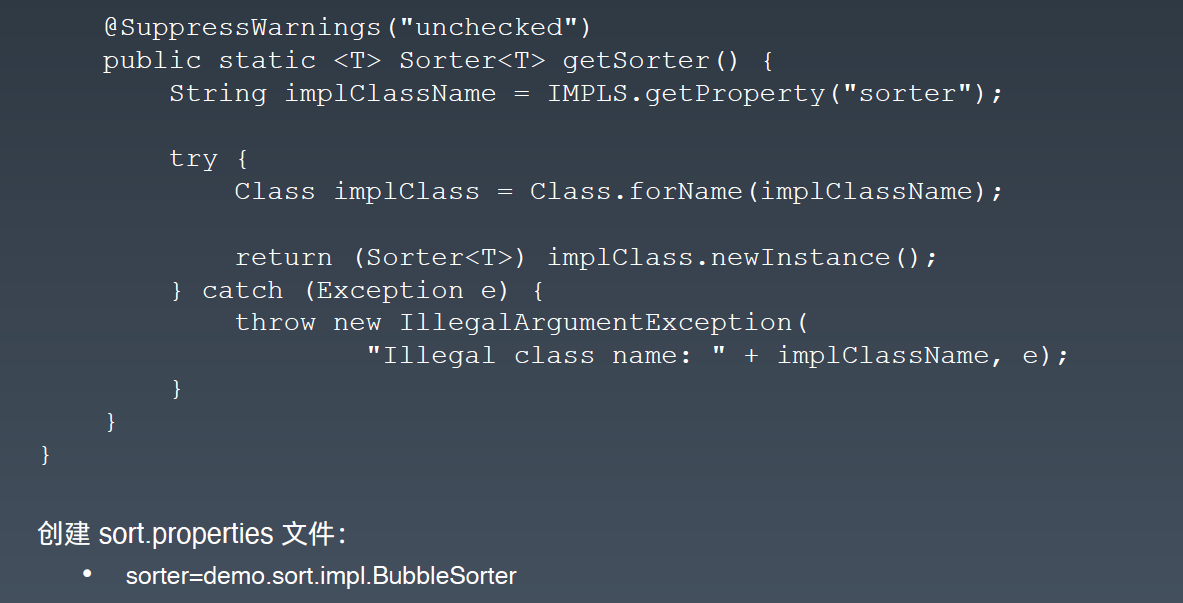 @SuppressWarnings("unchecked")
public static <T> Sorter<T> getSorter() {
String implClassName = IMPLS.getProperty("sorter");
try {
Class implClass = Class.forName(implClassName);
return (Sorter<T>) implClass.newInstance();
} catch (Exception e) {
throw new IllegalArgumentException(
"Illegal class name: " + implClassName, e);
}
}
}
创建 sort.properties 文件：
• sorter=demo.sort.impl.BubbleSorter